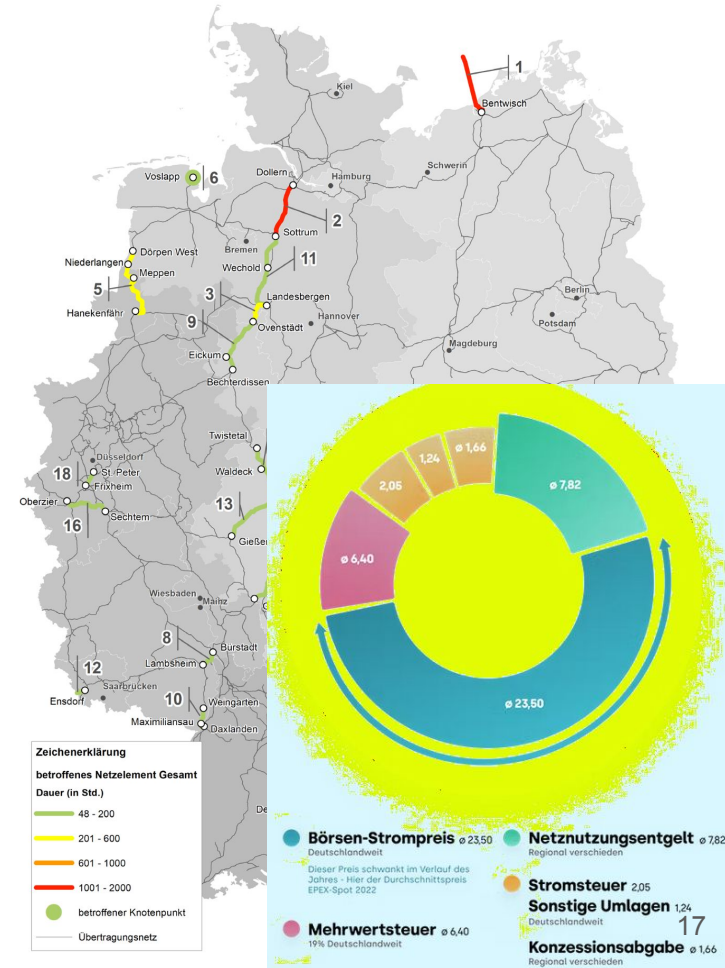 Kiel
1
Bentwisch
Schwerin
Voslapp
6
Dollern
Hamburg
2
Sottrum
Dörpen West
Bremen
Niederlangen
Wechold
11
Meppen
5
3
Landesbergen
Berlin
Hanekenfähr
9
Ovenstädt
Hannover
Potsdam
Eickum
Magdeburg
Bechterdissen
Twistetal
Düsseldorf
18
St.-Peter
Waldeck
Frixheim
Oberzier
13
16
Sechtem
Gieße
Wiesbaden
Mainz
8
Burstadt
Lambsheim
12
Saarbrücken
Ensdorf
10
Weingarten
Maximiliansau
Daxlanden
De
Zeichenerklärung
betroffenes Netzelement Gesamt
Dauer (in Std.)
48 - 200
201 - 600
601 - 1000
1001 - 2000
betroffener Knotenpunkt
Übertragungsnetz
ø 1,66
1,24
2,05
ø 7,82
ø 6,40
ø 23,50
Börsen-Strompreis ø 23,50
Deutschlandweit
Dieser Preis schwankt im Verlauf des
Jahres - Hier der Durchschnittspreis
EPEX-Spot 2022
Mehrwertsteuer ø 6,40
19% Deutschlandweit
Netznutzungsentgelt ø 7,82
Regional verschieden
Stromsteuer 2,05
Sonstige Umlagen 1,24
Deutschlandweit
17
Konzessionsabgabe ø 1,66
Regional verschieden